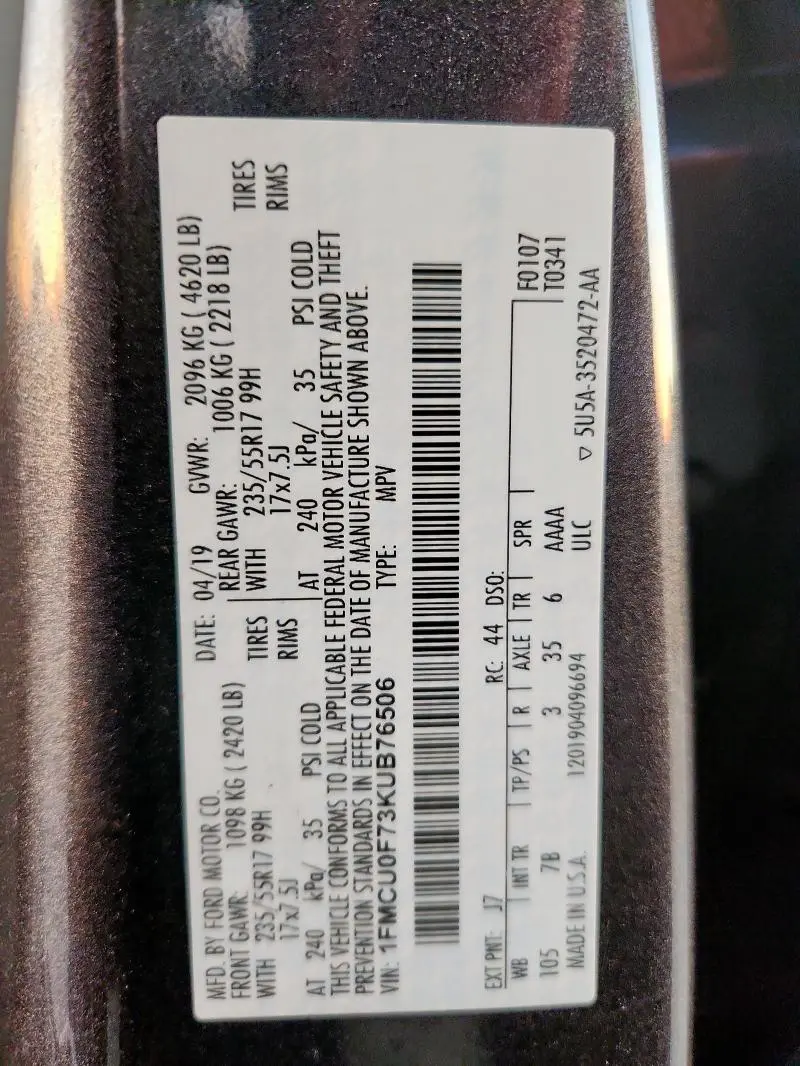 MFD. BY FORD MOTOR CO. DATE: 04/19 GVWR: 2096 KG ( 4620 LB)
FRONT GAWR: 1098 KG ( 2420 LB) REAR GAWR: 1006 KG ( 2218 LB)
WITH 235/55R17 99H TIRES WITH 235/55R17 99H TIRES
17x7.5J RIMS 17x7.5J RIMS
AT 240 kPa/ 35 PSI COLD AT 240 kPa/ 35 PSI COLD
THIS VEHICLE CONFORMS TO ALL APPLICABLE FEDERAL MOTOR VEHICLE SAFETY AND THEFT
PREVENTION STANDARDS IN EFFECT ON THE DATE OF MANUFACTURE SHOWN ABOVE.
VIN: 1FMCU0F73KUB76506 TYPE: MPV
EXT PNT: J7 RC: 44 DSO:
WB INT TR TP/PS R AXLE TR SPR F0107
105 7B 3 35 6 AAAA T0341
MADE IN U.S.A. 1201904096694 ULC ▽ 5U5A-3520472-AA